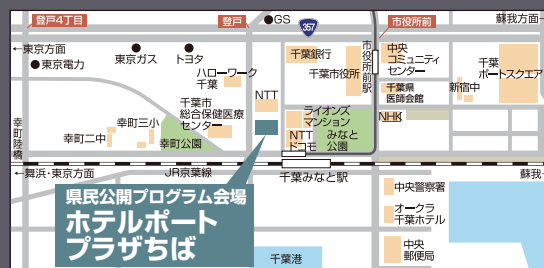 登戸4丁目
登戸
GS
357
市役所前
蘇我方面→
←東京方面
東京電力
東京ガス
トヨタ
ハローワーク
千葉
千葉銀行
千葉市役所
市役所前駅
中央
コミュニティ
センター
千葉
ポートスクエア
新宿中
千葉県
医師会館
NHK
NTT
千葉市
総合保健医療
センター
ライオンズ
マンション
NTT
ドコモ
みなと
公園
幸町陸橋
幸町二中
幸町三小
幸町公園
←舞浜・東京方面
JR京葉線
千葉みなと駅
蘇我方面→
県民公開プログラム会場
ホテルポート
プラザちば
千葉港
中央警察署
オークラ
千葉ホテル
中央
郵便局